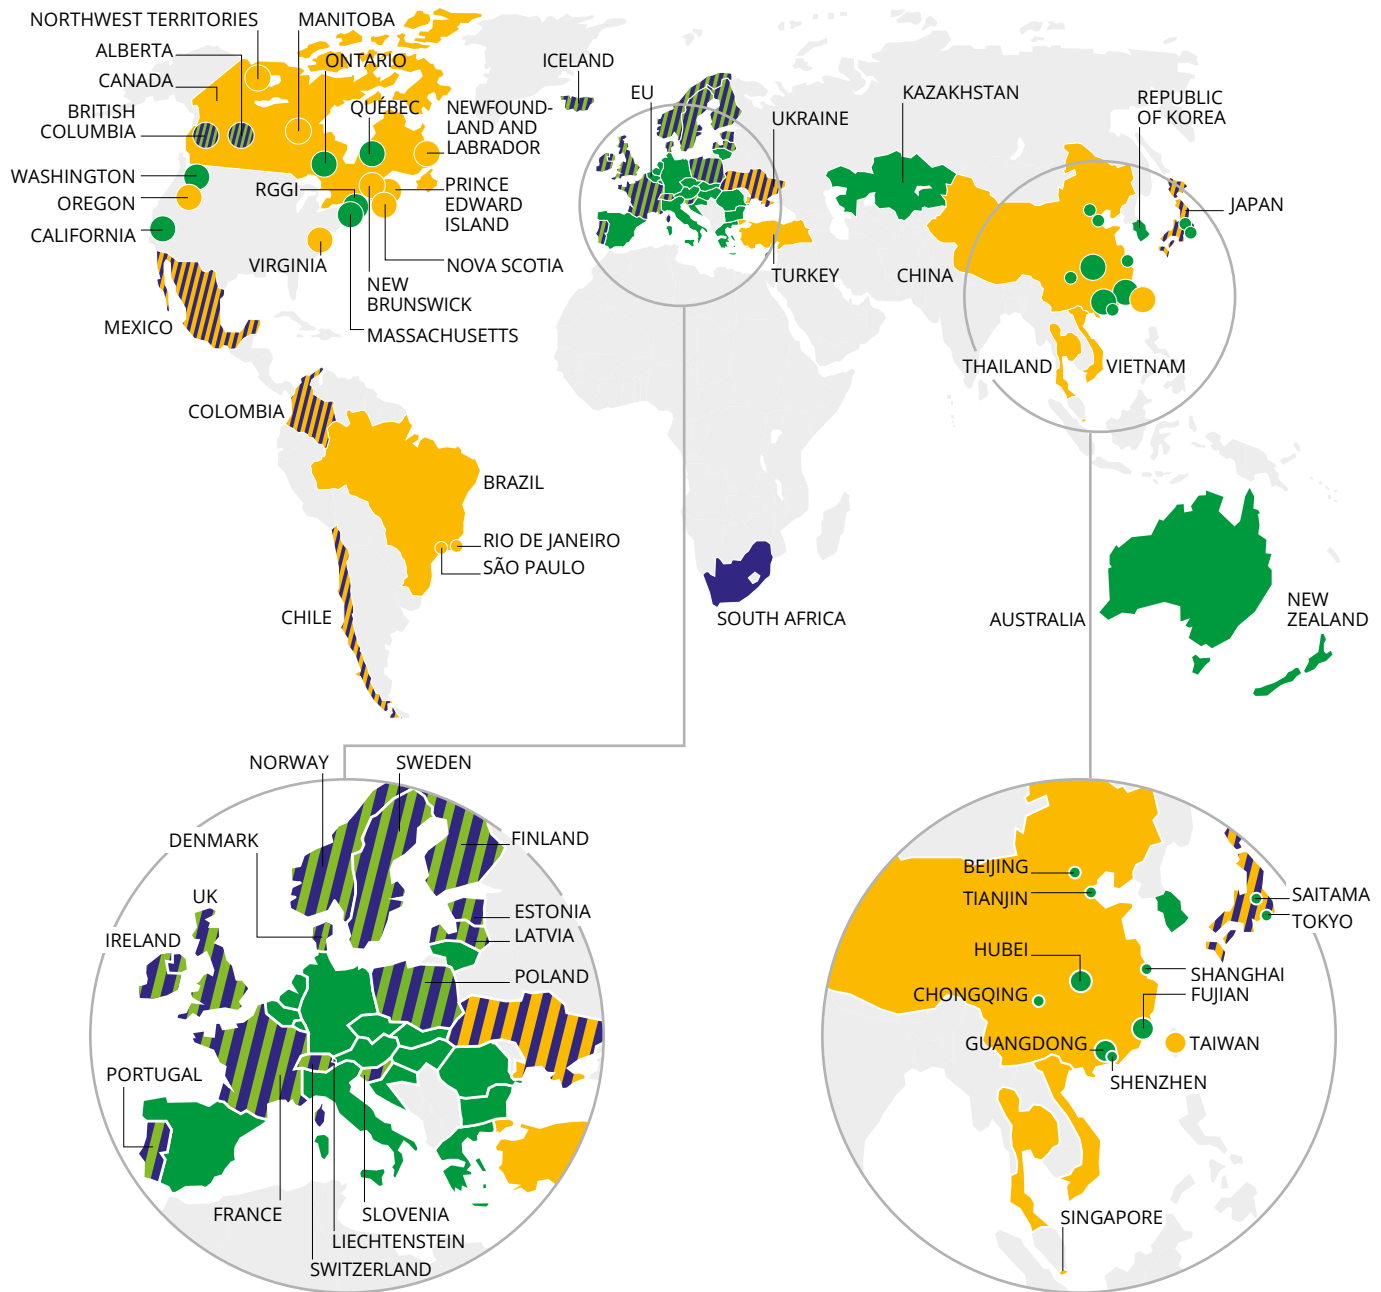 NORTHWEST TERRITORIES
MANITOBA
ALBERTA
ONTARIO
CANADA
BRITISH
COLUMBIA
QUÉBEC
NEWFOUND-
LAND AND
LABRADOR
WASHINGTON
OREGON
CALIFORNIA
RGGI
PRINCE
EDWARD
ISLAND
VIRGINIA
NOVA SCOTIA
NEW
BRUNSWICK
MASSACHUSETTS
MEXICO
COLOMBIA
BRAZIL
RIO DE JANEIRO
SÃO PAULO
CHILE
ICELAND
EU
UKRAINE
TURKEY
KAZAKHSTAN
REPUBLIC
OF KOREA
JAPAN
CHINA
THAILAND
VIETNAM
SOUTH AFRICA
AUSTRALIA
NEW
ZEALAND
NORWAY
SWEDEN
DENMARK
FINLAND
UK
ESTONIA
LATVIA
IRELAND
POLAND
PORTUGAL
FRANCE
SLOVENIA
LIECHTENSTEIN
SWITZERLAND
BEIJING
TIANJIN
SAITAMA
TOKYO
HUBEI
SHANGHAI
FUJIAN
CHONGQING
GUANGDONG
TAIWAN
SHENZHEN
SINGAPORE